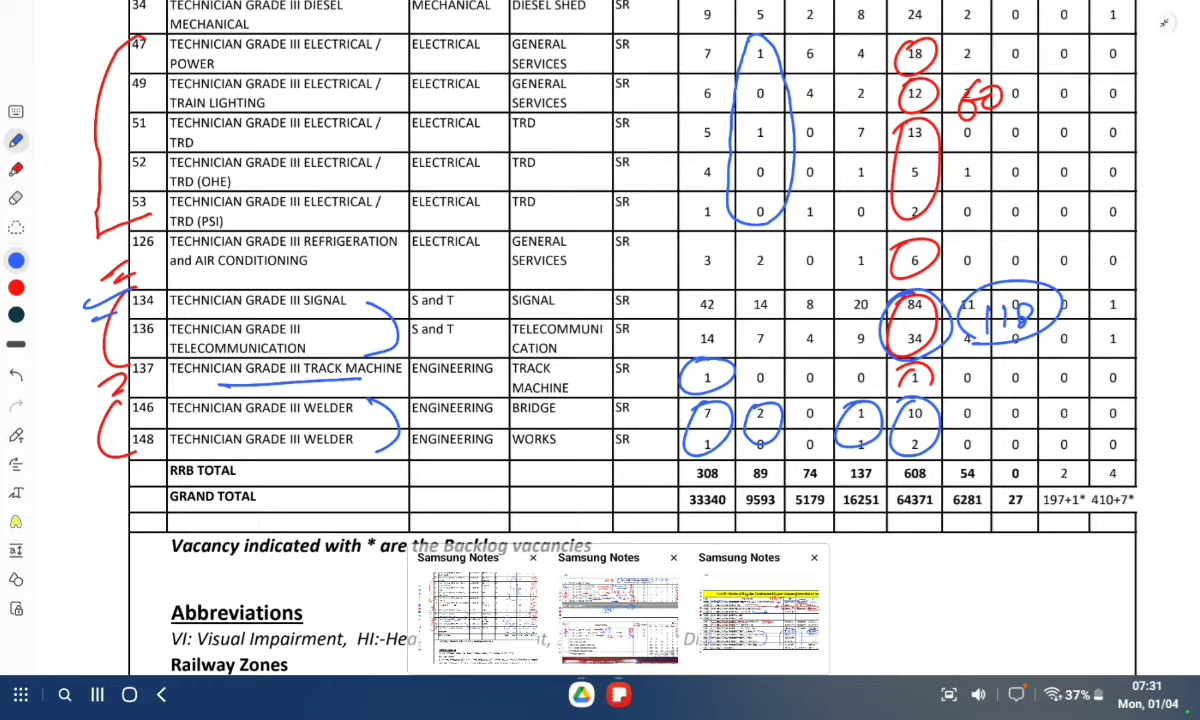 34 TECHNICIAN GRADE III DIESEL MECHANICAL MECHANICAL DIESEL SHED SR 9 5 2 8 24 2 0 0 1
47 TECHNICIAN GRADE III ELECTRICAL / POWER ELECTRICAL GENERAL SERVICES SR 7 1 6 4 18 2 0 0 0
49 TECHNICIAN GRADE III ELECTRICAL / TRAIN LIGHTING ELECTRICAL GENERAL SERVICES SR 6 0 4 2 12 0 0 0
60
51 TECHNICIAN GRADE III ELECTRICAL / TRD ELECTRICAL TRD SR 5 1 0 7 13 0 0 0 0
52 TECHNICIAN GRADE III ELECTRICAL / TRD (OHE) ELECTRICAL TRD SR 4 0 0 1 5 1 0 0 0
53 TECHNICIAN GRADE III ELECTRICAL / TRD (PSI) ELECTRICAL TRD SR 1 0 1 0 2 0 0 0 0
126 TECHNICIAN GRADE III REFRIGERATION and AIR CONDITIONING ELECTRICAL GENERAL SERVICES SR 3 2 0 1 6 0 0 0 0
134 TECHNICIAN GRADE III SIGNAL S and T SIGNAL SR 42 14 8 20 84 11 0 0 1
118
136 TECHNICIAN GRADE III TELECOMMUNICATION S and T TELECOMMUNI CATION SR 14 7 4 9 34 4 0 0 1
137 TECHNICIAN GRADE III TRACK MACHINE ENGINEERING TRACK MACHINE SR 1 0 0 0 1 0 0 0 0
146 TECHNICIAN GRADE III WELDER ENGINEERING BRIDGE SR 7 2 0 1 10 0 0 0 0
148 TECHNICIAN GRADE III WELDER ENGINEERING WORKS SR 1 0 0 1 2 0 0 0 0
RRB TOTAL 308 89 74 137 608 54 0 2 4
GRAND TOTAL 33340 9593 5179 16251 64371 6281 27 197+1* 410+7*
Vacancy indicated with * are the Backlog vacancies
Samsung Notes × Samsung Notes × Samsung Notes ×
Abbreviations
VI: Visual Impairment, HI:-Hea
Railway Zones
37%
07:31
Mon, 01/04